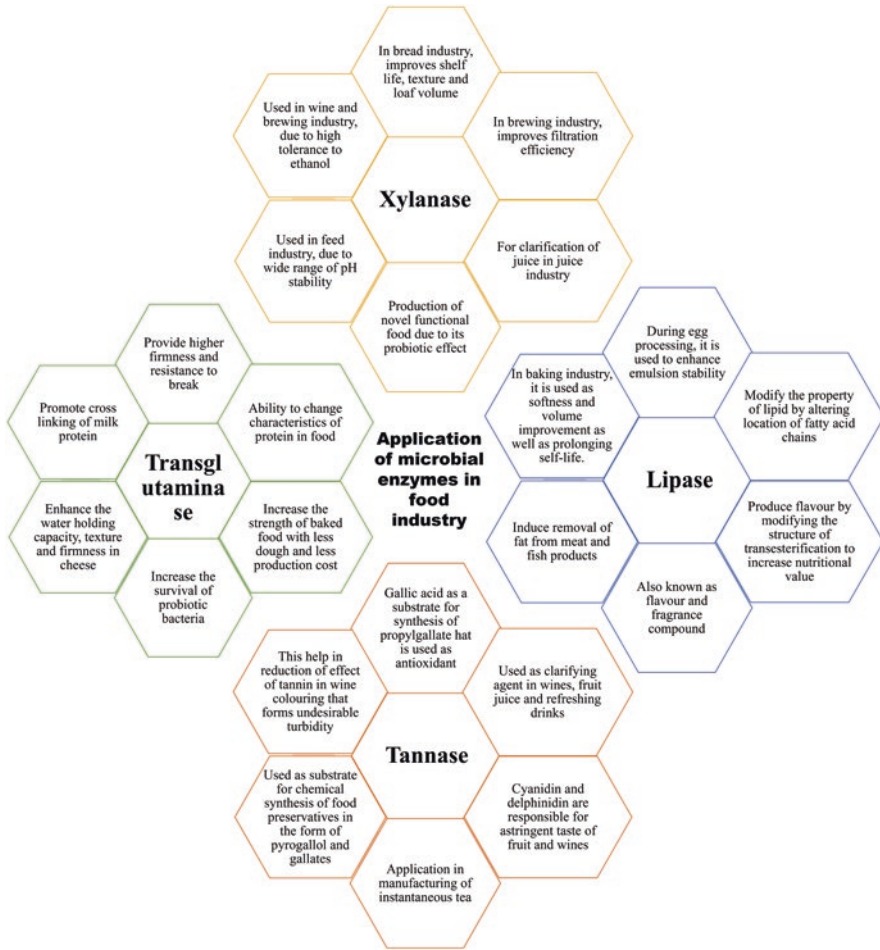 In bread industry,
improves shelf
life, texture and
loaf volume
Used in wine and
brewing industry,
due to high
tolerance to
ethanol
In brewing industry,
improves filtration
efficiency
Xylanase
Used in feed
industry, due to
wide range of pH
stability
For clarification of
juice in juice
industry
Production of
novel functional
food due to its
probiotic effect
Provide higher
firmness and
resistance to
break
Promote cross
linking of milk
protein
Ability to change
characteristics of
protein in food
Transgl
utamina
se
Enhance the
water holding
capacity, texture
and firmness in
cheese
Increase the
strength of baked
food with less
dough and less
production cost
Increase the
survival of
probiotic
bacteria
Application
of microbial
enzymes in
food
industry
During egg
processing, it is
used to enhance
emulsion stability
In baking industry,
it is used as
softness and
volume
improvement as
well as prolonging
self-life.
Modify the property
of lipid by altering
location of fatty acid
chains
Lipase
Induce removal of
fat from meat and
fish products
Produce flavour by
modifying the
structure of
transesterification to
increase nutritional
value
Also known as
flavour and
fragrance
compound
Gallic acid as a
substrate for
synthesis of
propylgallate hat
is used as
antioxidant
This help in
reduction of effect
of tannin in wine
colouring that
forms undesirable
turbidity
Used as clarifying
agent in wines, fruit
juice and refreshing
drinks
Tannase
Used as substrate
for chemical
synthesis of food
preservatives in
the form of
pyrogallol and
gallates
Cyanidin and
delphinidin are
responsible for
astringent taste of
fruit and wines
Application in
manufacturing of
instantaneous tea